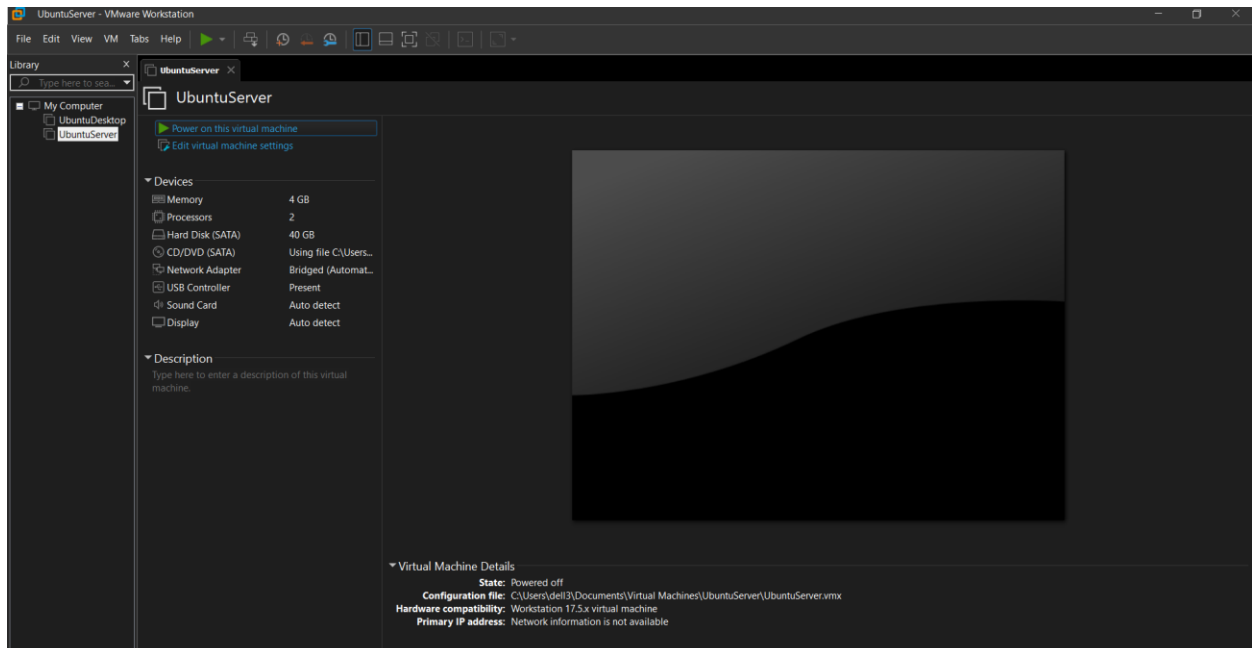 UbuntuServer - VMware Workstation
File Edit View VM Tabs Help
Library
Type here to sea...
My Computer
UbuntuDesktop
UbuntuServer
UbuntuServer
UbuntuServer
Power on this virtual machine
Edit virtual machine settings
Devices
Memory 4 GB
Processors 2
Hard Disk (SATA) 40 GB
CD/DVD (SATA) Using file C:\Users...
Network Adapter Bridged (Automat...
USB Controller Present
Sound Card Auto detect
Display Auto detect
Description
Type here to enter a description of this virtual
machine.
Virtual Machine Details
State: Powered off
Configuration file: C:\Users\dell3\Documents\Virtual Machines\UbuntuServer\UbuntuServer.vmx
Hardware compatibility: Workstation 17.5.x virtual machine
Primary IP address: Network information is not available